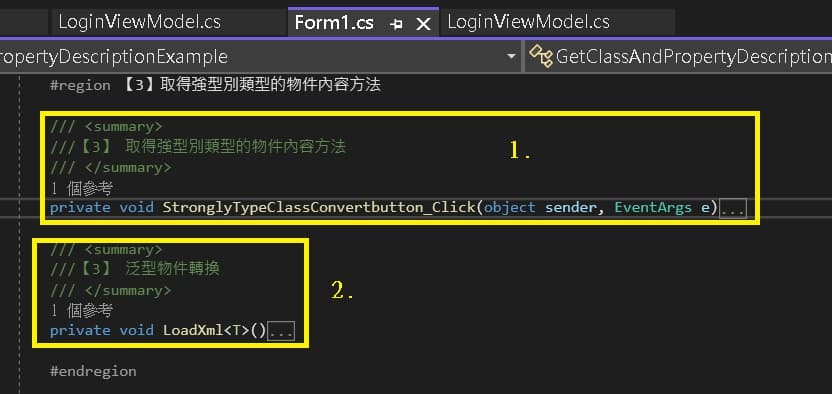 LoginViewModel.cs
Form1.cs
LoginViewModel.cs
ropertyDescriptionExample
GetClassAndPropertyDescription
#region 【3】取得強型別類型的物件內容方法
/// <summary>
///【3】 取得強型別類型的物件內容方法
/// </summary>
1 個參考
private void StronglyTypeClassConvertbutton_Click(object sender, EventArgs e)...
1.
/// <summary>
///【3】 泛型物件轉換
/// </summary>
1 個參考
private void LoadXml<T>()...
2.
#endregion